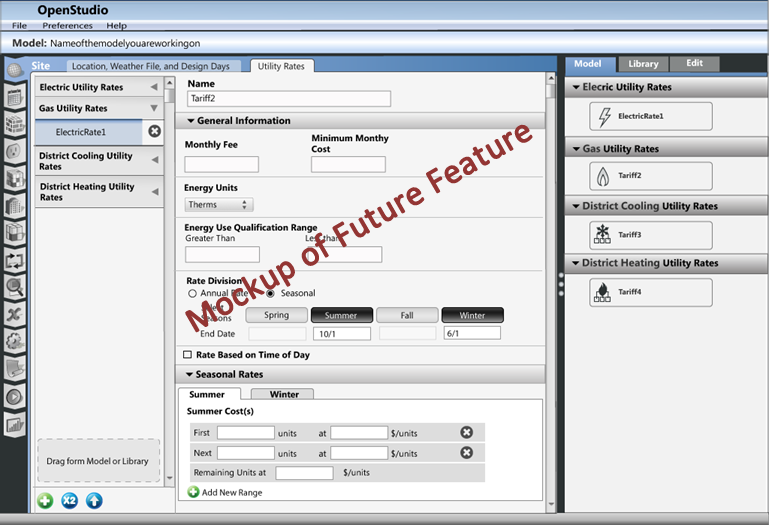 OpenStudio
File Preferences Help
Model: Nameofthemodelyouareworkingon
Site Location, Weather File, and Design Days Utility Rates
Model Library Edit
Electric Utility Rates
Gas Utility Rates
ElectricRate1
District Cooling Utility
Rates
District Heating Utility
Rates
Drag form Model or Library
X2
Name
Tariff2
General Information
Monthly Fee
Minimum Monthy
Cost
Energy Units
Therms
Energy Use Qualification Range
Greater Than Less than
Rate Division
Annual Rate Seasonal
Select
Seasons
Spring Summer Fall Winter
End Date 10/1 6/1
Rate Based on Time of Day
Seasonal Rates
Summer Winter
Summer Cost(s)
First units at $/units
Next units at $/units
Remaining Units at $/units
Add New Range
Mockup of Future Feature
Elecric Utility Rates
ElectricRate1
Gas Utility Rates
Tariff2
District Cooling Utility Rates
Tariff3
District Heating Utility Rates
Tariff4